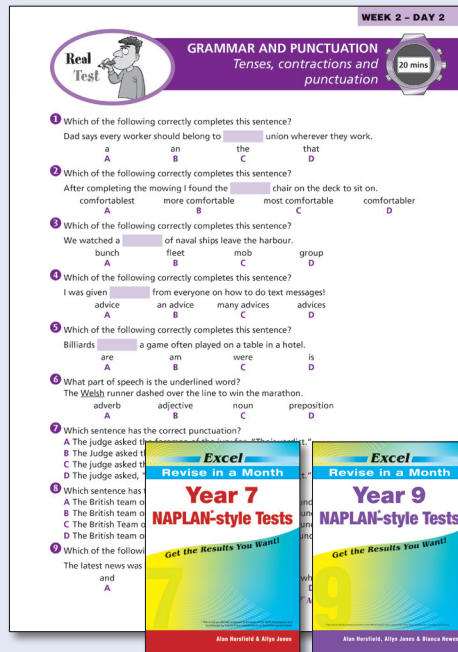 WEEK 2 – DAY 2
Real
Test
GRAMMAR AND PUNCTUATION
Tenses, contractions and
punctuation
20 mins
1 Which of the following correctly completes this sentence?
Dad says every worker should belong to union wherever they work.
a an the that
A B C D
2 Which of the following correctly completes this sentence?
After completing the mowing I found the chair on the deck to sit on.
comfortablest more comfortable most comfortable comfortabler
A B C D
3 Which of the following correctly completes this sentence?
We watched a of naval ships leave the harbour.
bunch fleet mob group
A B C D
4 Which of the following correctly completes this sentence?
I was given from everyone on how to do text messages!
advice an advice many advices advices
A B C D
5 Which of the following correctly completes this sentence?
Billiards a game often played on a table in a hotel.
are am were is
A B C D
6 What part of speech is the underlined word?
The Welsh runner dashed over the line to win the marathon.
adverb adjective noun preposition
A B C D
7 Which sentence has the correct punctuation?
A The judge asked
B The Judge asked
C The judge asked
D The judge asked, "
8 Which sentence has
A The British team
B The British team
C The British Team
D The British team
9 Which of the
The latest news was
and
A
Excel
Revise in a Month
Year 7
NAPLAN*-style Tests
Get the Results You Want!
7
Alan Horsfield & Allyn Jones
Excel
Revise in a Month
Year 9
NAPLAN*-style Tests
Get the Results You Want!
9
Alan Horsfield, Allyn Jones & Bianca Hewes